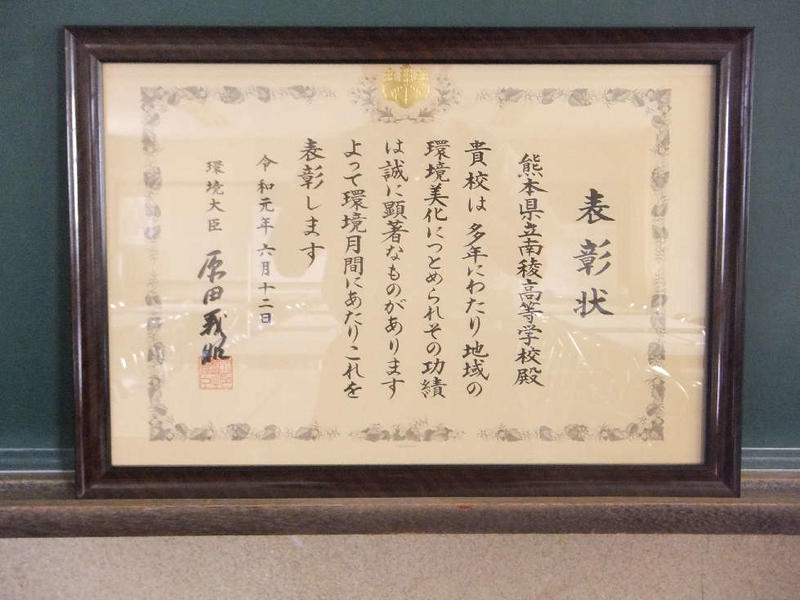 表彰状
熊本県立南稜高等学校殿
貴校は多年にわたり地域の
環境美化につとめられその功績
は誠に顕著なものがあります
よって環境月間にあたりこれを
表彰します
令和元年六月十二日
環境大臣
原田義昭